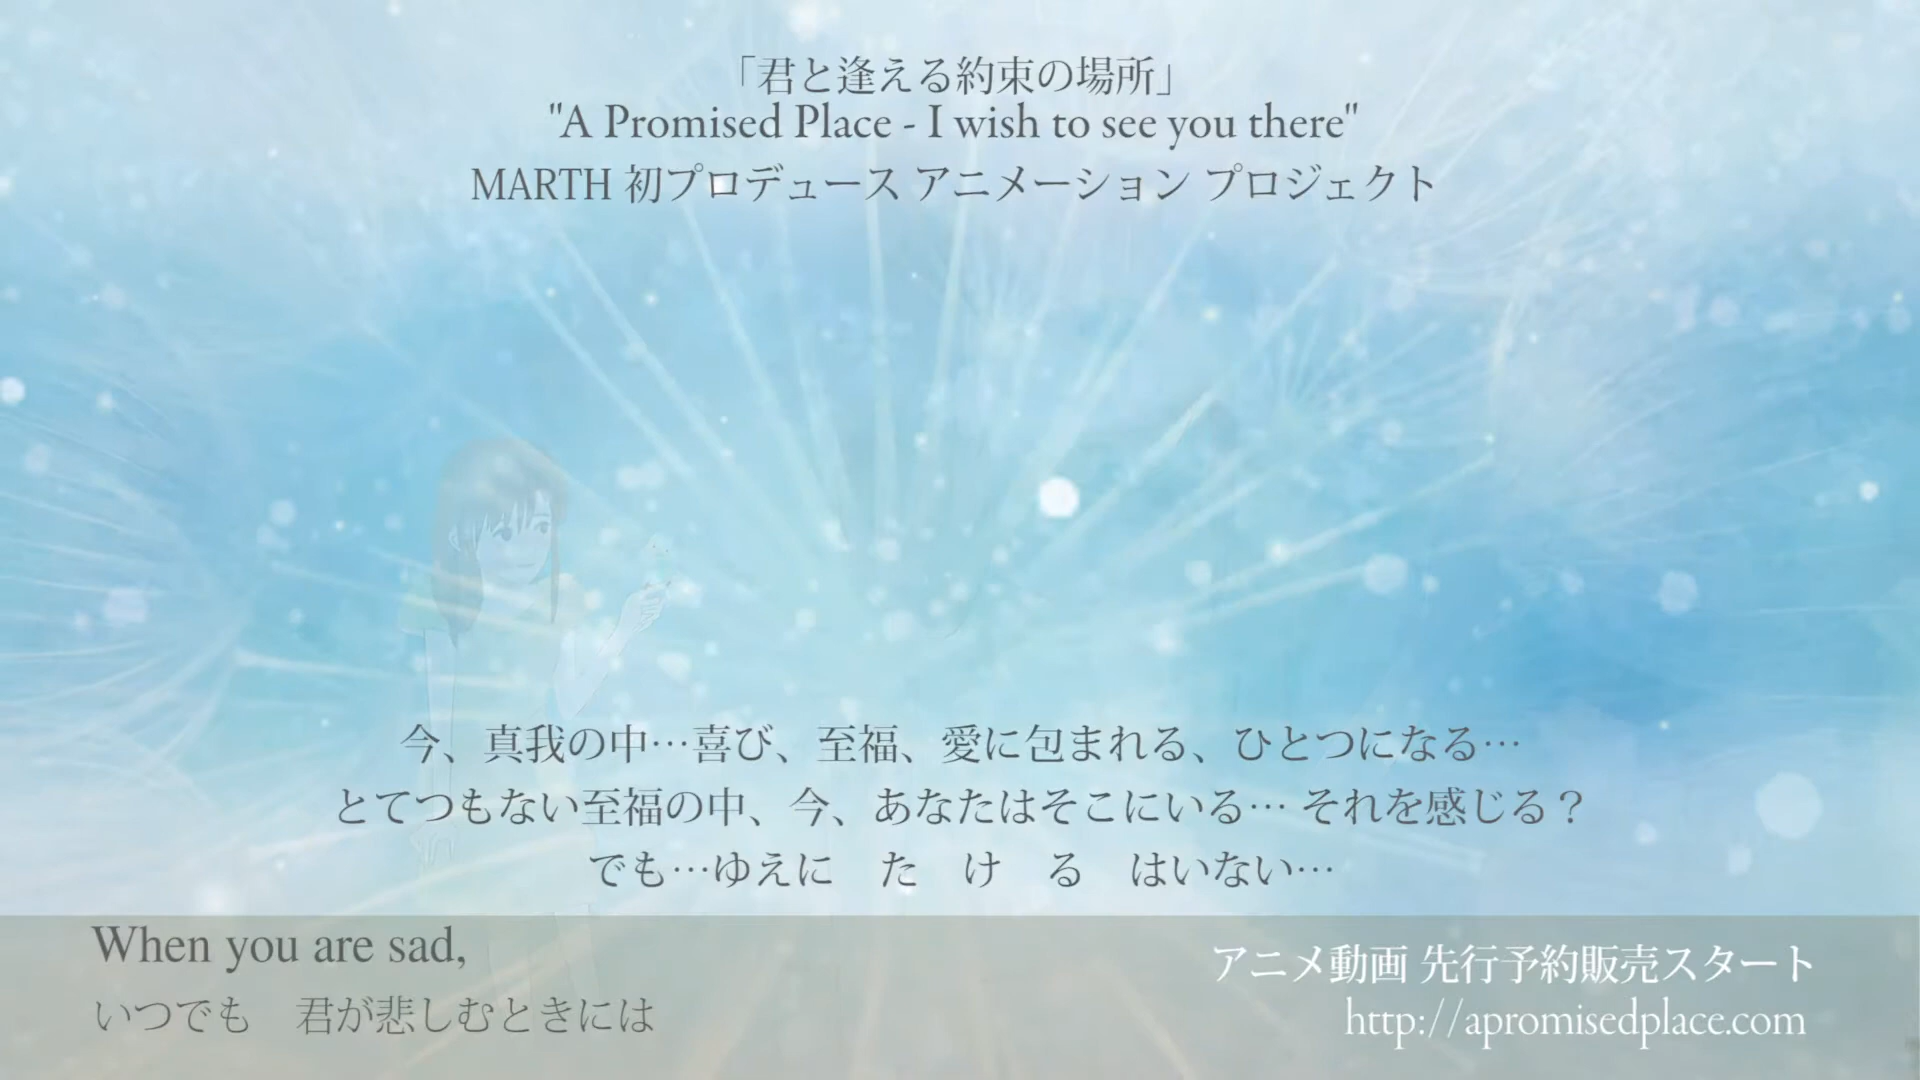 「君と逢える約束の場所」
"A Promised Place - I wish to see you there"
MARTH 初プロデュース アニメーション プロジェクト
今、真我の中…喜び、至福、愛に包まれる、ひとつになる…
とてつもない至福の中、今、あなたはそこにいる… それを感じる？
でも…ゆえに　た　け　る　はいない…
When you are sad,
いつでも　君が悲しむときには
アニメ動画 先行予約販売スタート
http://apromisedplace.com